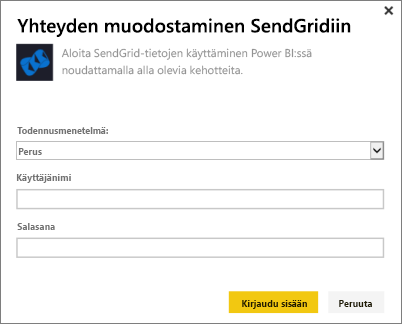 Yhteyden muodostaminen SendGridiin
Aloita SendGrid-tietojen käyttäminen Power BI:ssä
noudattamalla alla olevia kehotteita.
Todennusmenetelmä:
Perus
Käyttäjänimi
Salasana
Kirjaudu sisään
Peruuta